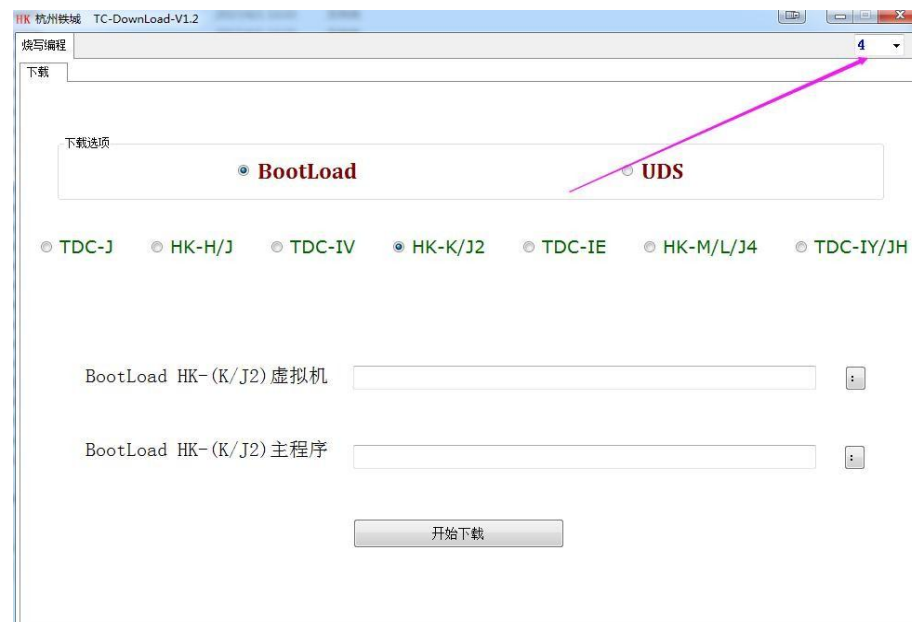 HK 杭州铁城 TC-DownLoad-V1.2
烧写编程 4
下载
下载选项
BootLoad UDS
TDC-J HK-H/J TDC-IV HK-K/J2 TDC-IE HK-M/L/J4 TDC-IY/JH
BootLoad HK-(K/J2)虚拟机 :
BootLoad HK-(K/J2)主程序 :
开始下载